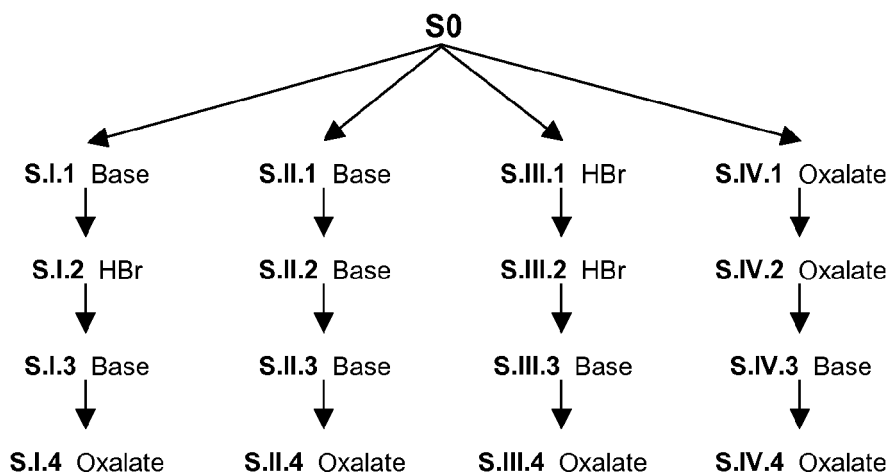 S0
S.I.1 Base S.II.1 Base S.III.1 HBr S.IV.1 Oxalate
S.I.2 HBr S.II.2 Base S.III.2 HBr S.IV.2 Oxalate
S.I.3 Base S.II.3 Base S.III.3 Base S.IV.3 Base
S.I.4 Oxalate S.II.4 Oxalate S.III.4 Oxalate S.IV.4 Oxalate